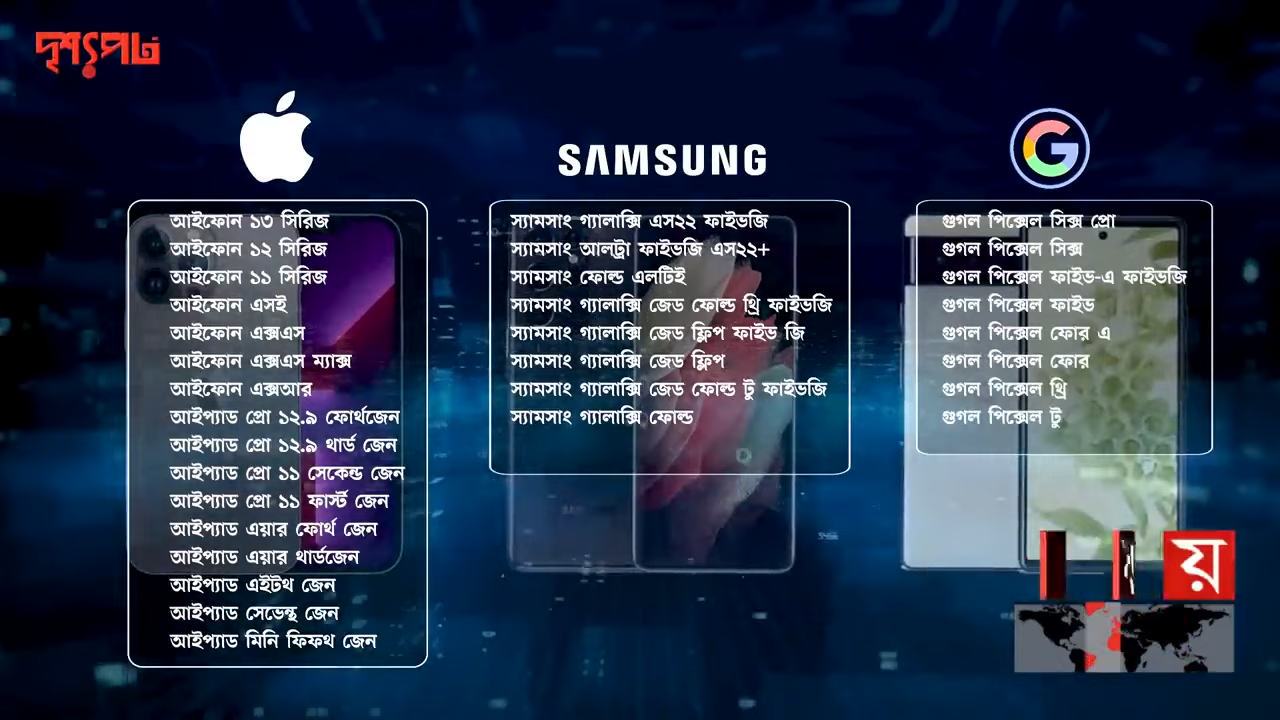 দৃশ্যপট
আইফোন ১৩ সিরিজ
আইফোন ১২ সিরিজ
আইফোন ১১ সিরিজ
আইফোন এসই
আইফোন এক্সএস
আইফোন এক্সএস ম্যাক্স
আইফোন এক্সআর
আইপ্যাড প্রো ১২.৯ ফোর্থজেন
আইপ্যাড প্রো ১২.৯ থার্ড জেন
আইপ্যাড প্রো ১১ সেকেন্ড জেন
আইপ্যাড প্রো ১১ ফার্স্ট জেন
আইপ্যাড এয়ার ফোর্থ জেন
আইপ্যাড এয়ার থার্ডজেন
আইপ্যাড এইটথ জেন
আইপ্যাড সেভেন্থ জেন
আইপ্যাড মিনি ফিফথ জেন
SAMSUNG
স্যামসাং গ্যালাক্সি এস২২ ফাইভজি
স্যামসাং আলট্রা ফাইভজি এস২২+
স্যামসাং ফোল্ড এলটিই
স্যামসাং গ্যালাক্সি জেড ফোল্ড থ্রি ফাইভজি
স্যামসাং গ্যালাক্সি জেড ফ্লিপ ফাইভ জি
স্যামসাং গ্যালাক্সি জেড ফ্লিপ
স্যামসাং গ্যালাক্সি জেড ফোল্ড টু ফাইভজি
স্যামসাং গ্যালাক্সি ফোল্ড
G
গুগল পিক্সেল সিক্স প্রো
গুগল পিক্সেল সিক্স
গুগল পিক্সেল ফাইভ-এ ফাইভজি
গুগল পিক্সেল ফাইভ
গুগল পিক্সেল ফোর এ
গুগল পিক্সেল ফোর
গুগল পিক্সেল থ্রি
গুগল পিক্সেল টু
য়